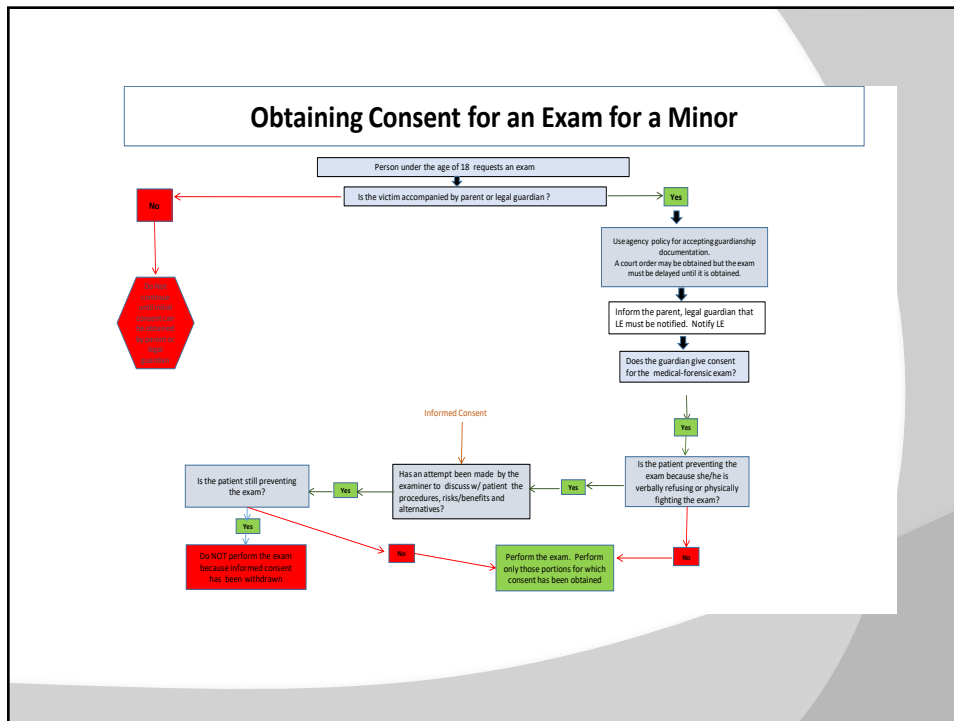 Obtaining Consent for an Exam for a Minor
Person under the age of 18 requests an exam
Is the victim accompanied by parent or legal guardian ?
No
Yes
Use agency policy for accepting guardianship
documentation.
A court order may be obtained but the exam
must be delayed until it is obtained.
Inform the parent, legal guardian that
LE must be notified. Notify LE
Does the guardian give consent
for the medical-forensic exam?
Yes
Informed Consent
Is the patient preventing the
exam because she/he is
verbally refusing or physically
fighting the exam?
Yes
Has an attempt been made by the
examiner to discuss w/ patient the
procedures, risks/benefits and
alternatives?
Yes
Is the patient still preventing
the exam?
Yes
Do NOT perform the exam
because informed consent
has been withdrawn
No
Perform the exam. Perform
only those portions for which
consent has been obtained
No